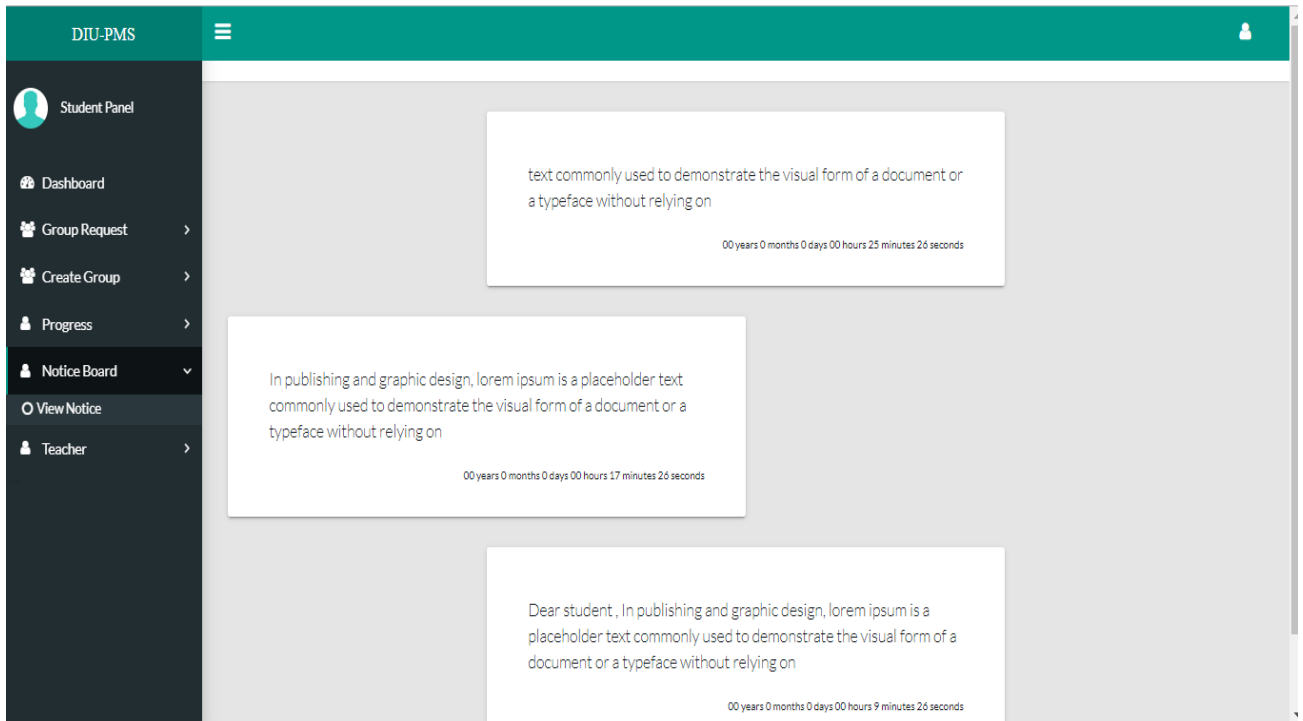 DIU-PMS
Student Panel
Dashboard
Group Request
Create Group
Progress
Notice Board
View Notice
Teacher
text commonly used to demonstrate the visual form of a document or
a typeface without relying on
00 years 0 months 0 days 00 hours 25 minutes 26 seconds
In publishing and graphic design, lorem ipsum is a placeholder text
commonly used to demonstrate the visual form of a document or a
typeface without relying on
00 years 0 months 0 days 00 hours 17 minutes 26 seconds
Dear student , In publishing and graphic design, lorem ipsum is a
placeholder text commonly used to demonstrate the visual form of a
document or a typeface without relying on
00 years 0 months 0 days 00 hours 9 minutes 26 seconds